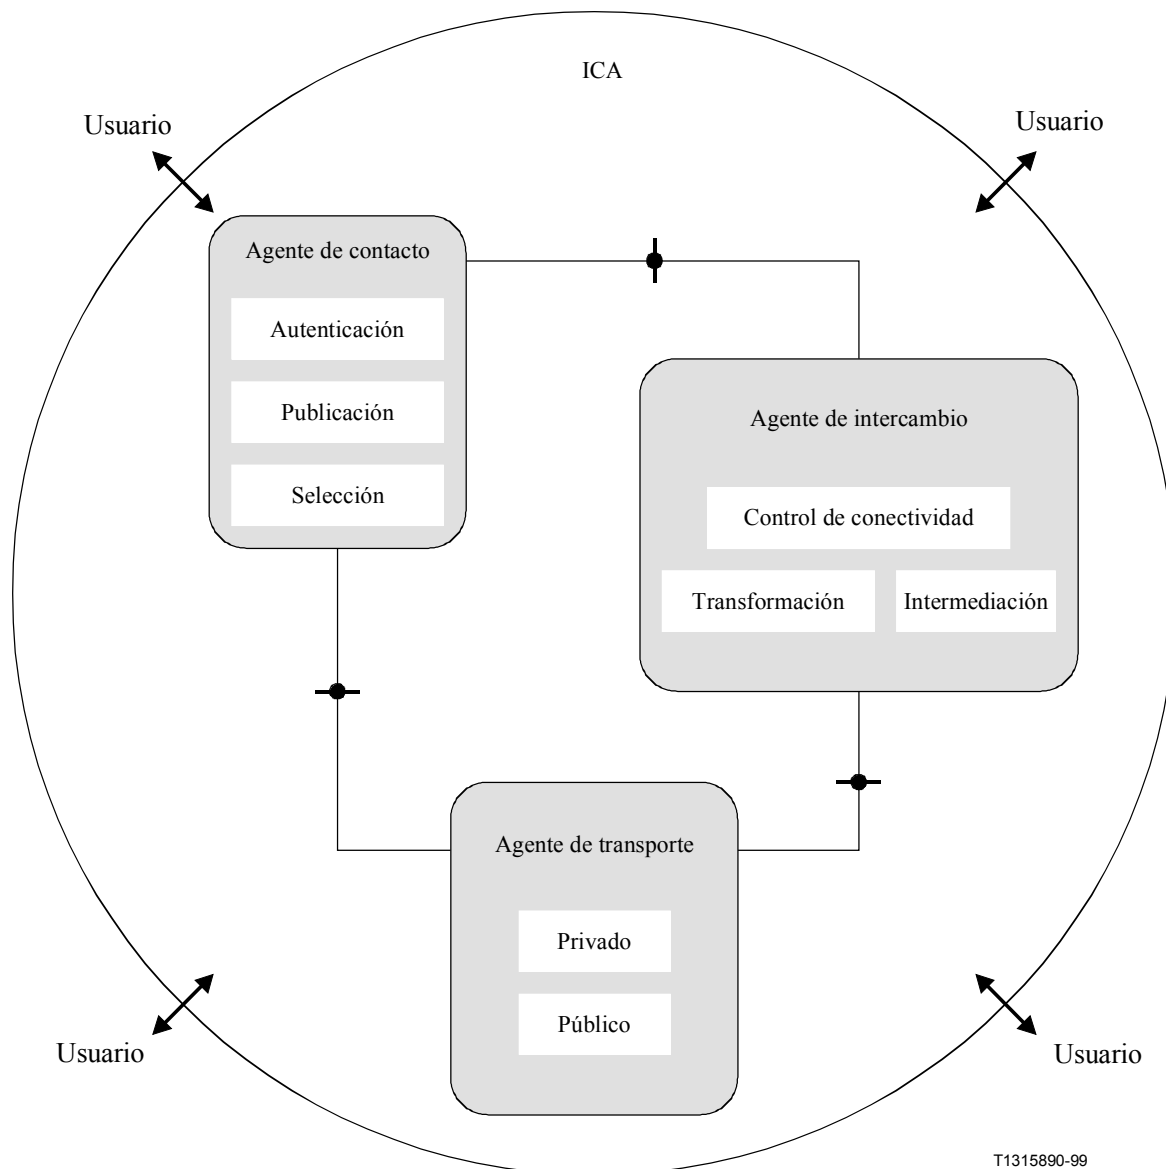 ICA
Usuario
Usuario
Agente de contacto
Autenticación
Publicación
Selección
Agente de intercambio
Control de conectividad
Transformación
Intermediación
Agente de transporte
Privado
Público
Usuario
Usuario
T1315890-99